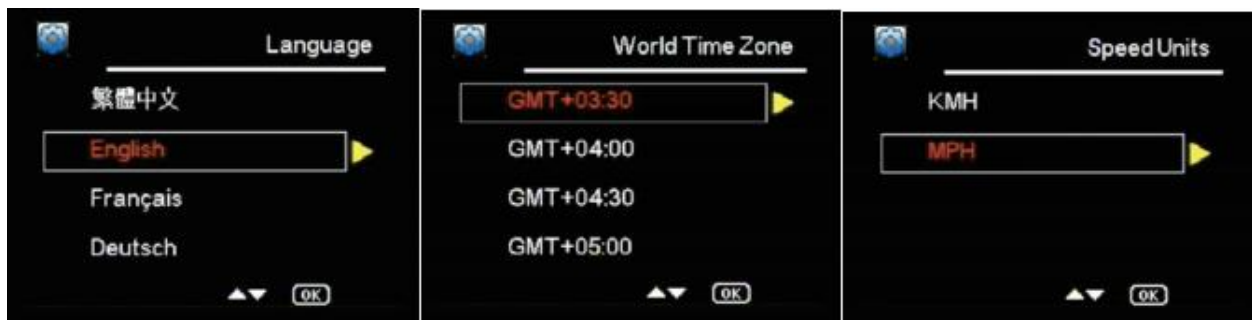 Language
繁體中文
English
Français
Deutsch
OK
World Time Zone
GMT+03:30
GMT+04:00
GMT+04:30
GMT+05:00
OK
Speed Units
KMH
MPH
OK